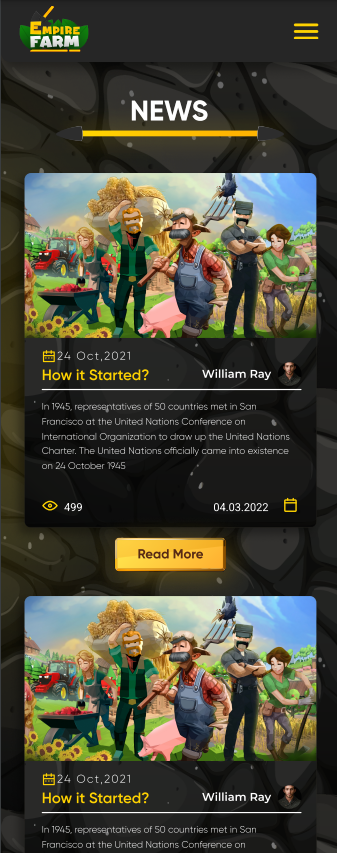 EMPIRE
FARM
NEWS
24 Oct,2021
How it Started?
William Ray
In 1945, representatives of 50 countries met in San
Francisco at the United Nations Conference on
International Organization to draw up the United Nations
Charter. The United Nations officially came into existence
on 24 October 1945
499
04.03.2022
Read More
24 Oct,2021
How it Started?
William Ray
In 1945, representatives of 50 countries met in San
Francisco at the United Nations Conference on